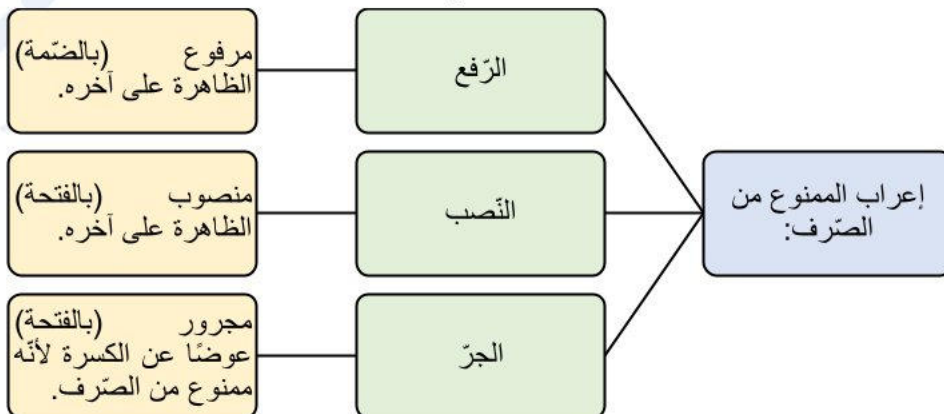 إعراب الممنوع من
الصّرف:
الرّفع
مرفوع (بالضّمة)
الظاهرة على آخره.
النّصب
منصوب (بالفتحة)
الظاهرة على آخره.
الجرّ
مجرور (بالفتحة)
عوضًا عن الكسرة لأنّه
ممنوع من الصّرف.